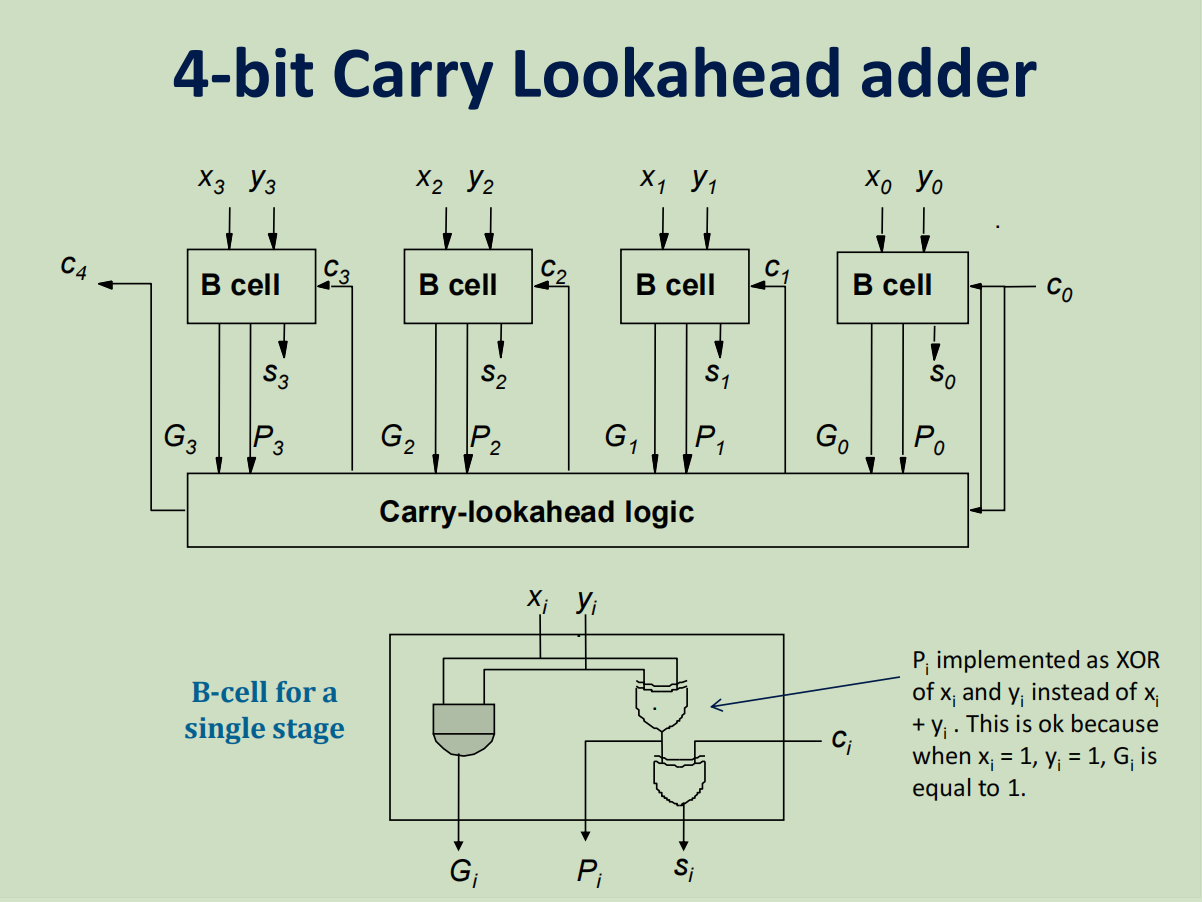 4-bit Carry Lookahead adder
x3 y3 x2 y2 x1 y1 x0 y0
c4 B cell c3 B cell c2 B cell c1 B cell c0
s3 s2 s1 s0
G3 P3 G2 P2 G1 P1 G0 P0
Carry-lookahead logic
xi yi
B-cell for a
single stage
ci
Pi implemented as XOR
of xi and yi instead of xi
+ yi . This is ok because
when xi = 1, yi = 1, Gi is
equal to 1.
Gi Pi si